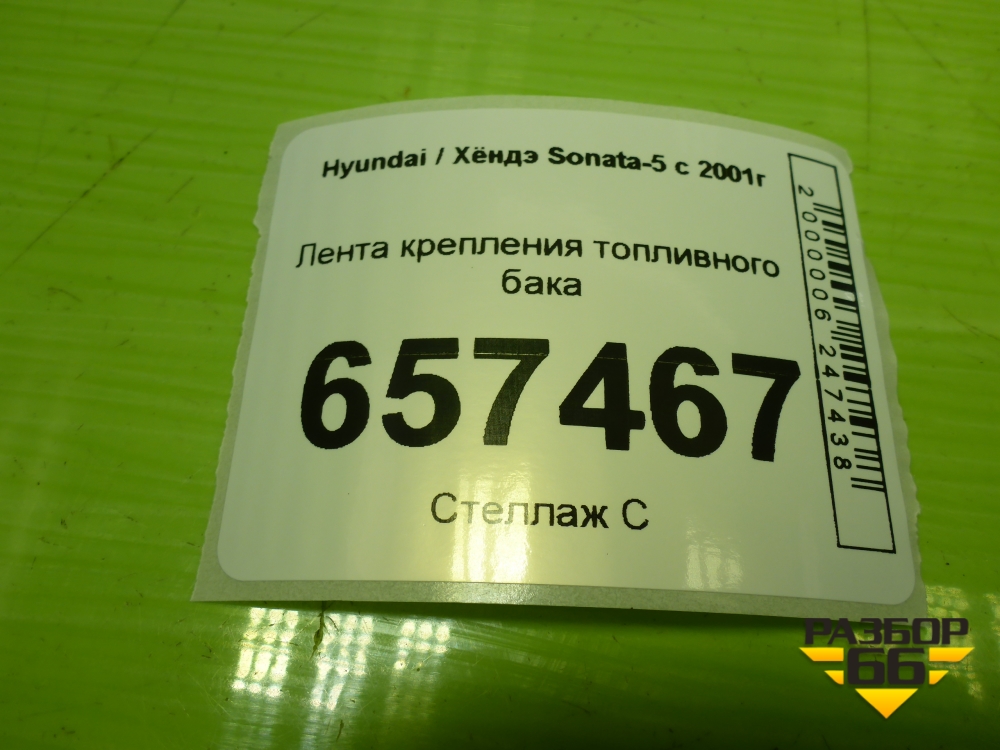 Hyundai / Хёндэ Sonata-5 с 2001г
Лента крепления топливного
бака
657467
Стеллаж С
2000006247438
РАЗБОР
66